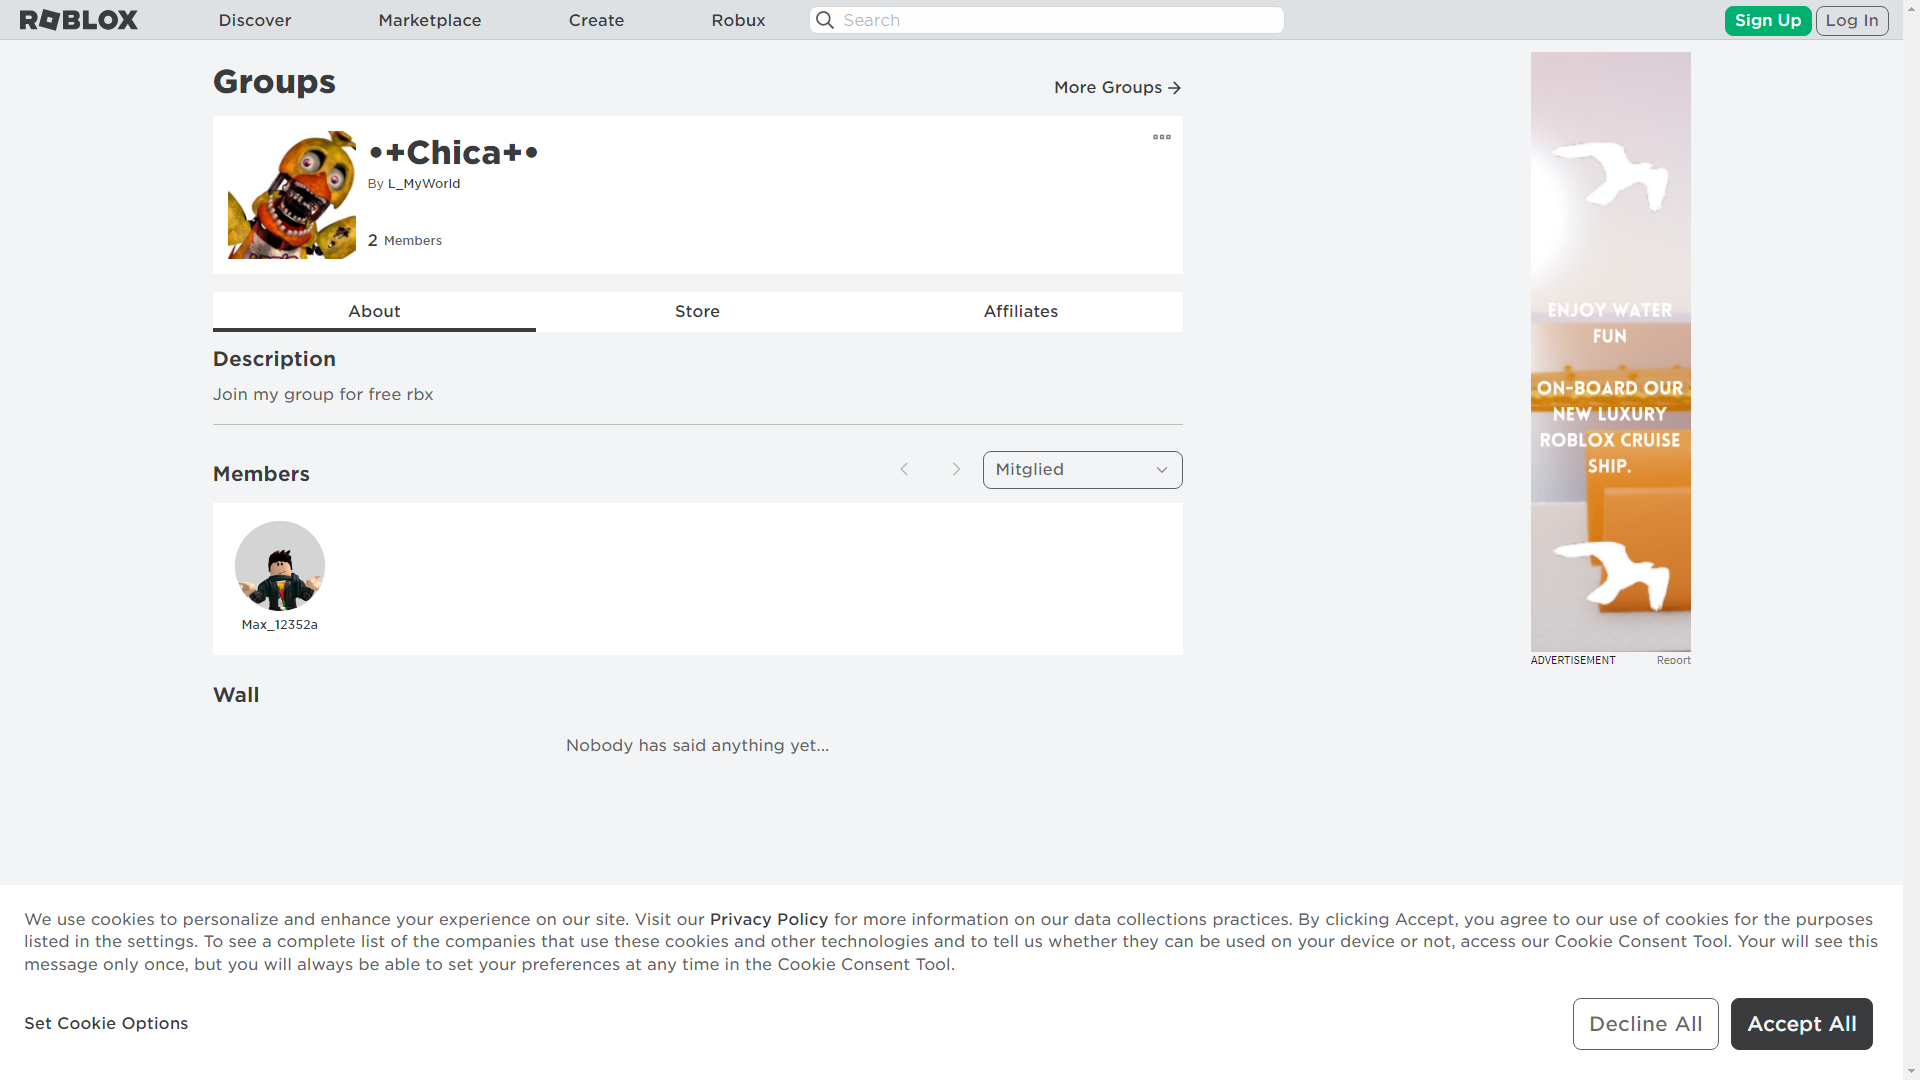 ROBLOX Discover Marketplace Create Robux Search Sign Up Log In
Groups
More Groups
•+Chica+•
By L_MyWorld
2 Members
About Store Affiliates
Description
Join my group for free rbx
Members
Mitglied
Max_12352a
Wall
Nobody has said anything yet...
ENJOY WATER
FUN
ON-BOARD OUR
NEW LUXURY
ROBLOX CRUISE
SHIP.
ADVERTISEMENT Report
We use cookies to personalize and enhance your experience on our site. Visit our Privacy Policy for more information on our data collections practices. By clicking Accept, you agree to our use of cookies for the purposes
listed in the settings. To see a complete list of the companies that use these cookies and other technologies and to tell us whether they can be used on your device or not, access our Cookie Consent Tool. Your will see this
message only once, but you will always be able to set your preferences at any time in the Cookie Consent Tool.
Set Cookie Options
Decline All
Accept All